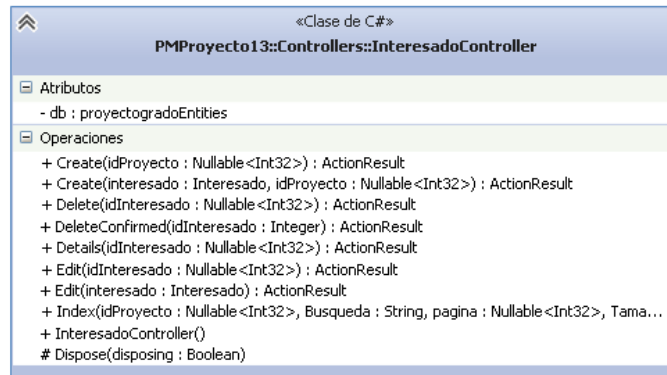 «Clase de C#»
PMProyecto13::Controllers::InteresadoController
Atributos
- db : proyectogradoEntities
Operaciones
+ Create(idProyecto : Nullable<Int32>) : ActionResult
+ Create(interesado : Interesado, idProyecto : Nullable<Int32>) : ActionResult
+ Delete(idInteresado : Nullable<Int32>) : ActionResult
+ DeleteConfirmed(idInteresado : Integer) : ActionResult
+ Details(idInteresado : Nullable<Int32>) : ActionResult
+ Edit(idInteresado : Nullable<Int32>) : ActionResult
+ Edit(interesado : Interesado) : ActionResult
+ Index(idProyecto : Nullable<Int32>, Busqueda : String, pagina : Nullable<Int32>, Tama...
+ InteresadoController()
# Dispose(disposing : Boolean)